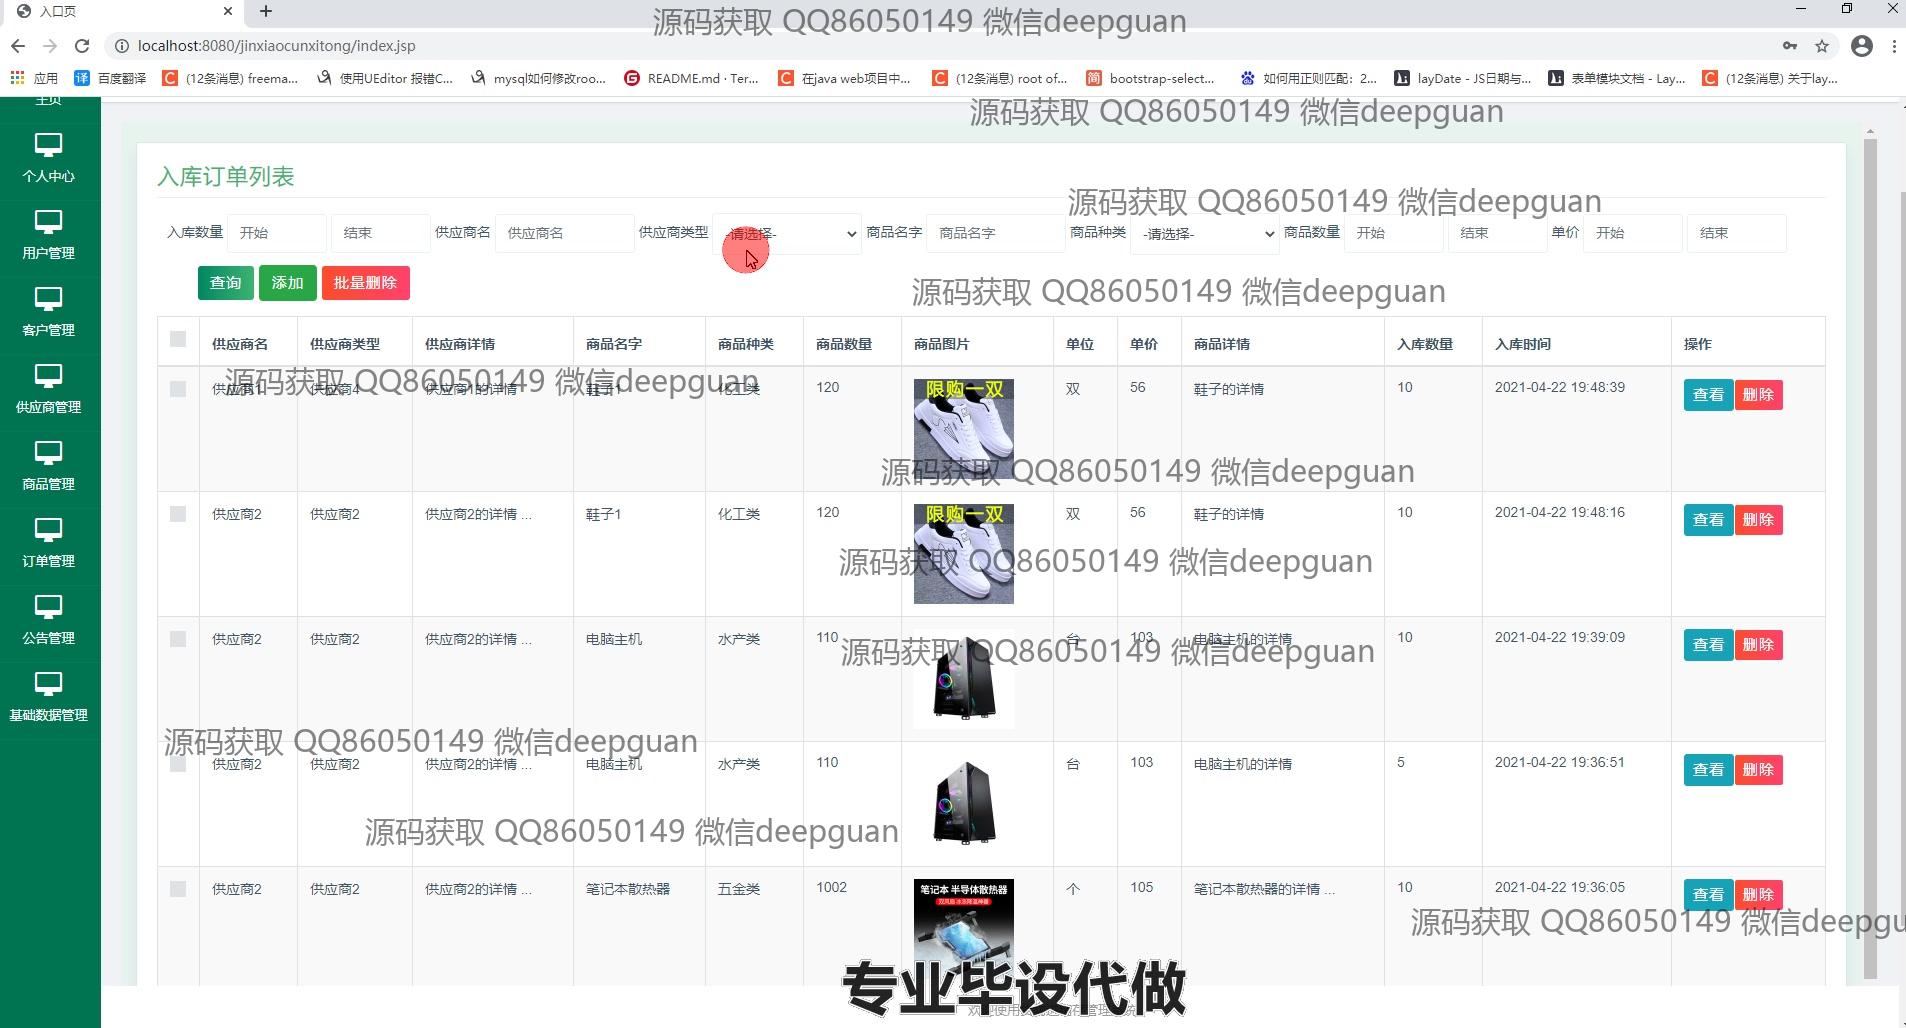 入口页
源码获取 QQ86050149 微信deepguan
localhost:8080/jinxiaocunxitong/index.jsp
应用 百度翻译 (12条消息) freema... 使用UEditor 报错C... mysql如何修改roo... README.md · Ter... 在java web项目中... (12条消息) root of... bootstrap-select... 如何用正则匹配：2... layDate - JS日期与... 表单模块文档 - Lay... (12条消息) 关于lay...
主页
源码获取 QQ86050149 微信deepguan
个人中心
用户管理
客户管理
供应商管理
商品管理
订单管理
公告管理
基础数据管理
入库订单列表
源码获取 QQ86050149 微信deepguan
入库数量 开始 结束 供应商名 供应商名 供应商类型 -请选择- 商品名字 商品名字 商品种类 -请选择- 商品数量 开始 结束 单价 开始 结束
查询 添加 批量删除
源码获取 QQ86050149 微信deepguan
供应商名 供应商类型 供应商详情 商品名字 商品种类 商品数量 商品图片 单位 单价 商品详情 入库数量 入库时间 操作
源码获取 QQ86050149 微信deepguan
供应商1 供应商4 供应商1的详情 鞋子1 化工类 120 限购一双 双 56 鞋子的详情 10 2021-04-22 19:48:39 查看 删除
源码获取 QQ86050149 微信deepguan
供应商2 供应商2 供应商2的详情 ... 鞋子1 化工类 120 限购一双 双 56 鞋子的详情 10 2021-04-22 19:48:16 查看 删除
源码获取 QQ86050149 微信deepguan
供应商2 供应商2 供应商2的详情 ... 电脑主机 水产类 110 台 103 电脑主机的详情 10 2021-04-22 19:39:09 查看 删除
源码获取 QQ86050149 微信deepguan
源码获取 QQ86050149 微信deepguan
供应商2 供应商2 供应商2的详情 ... 电脑主机 水产类 110 台 103 电脑主机的详情 5 2021-04-22 19:36:51 查看 删除
源码获取 QQ86050149 微信deepguan
供应商2 供应商2 供应商2的详情 ... 笔记本散热器 五金类 1002 笔记本 半导体散热器 个 105 笔记本散热器的详情 ... 10 2021-04-22 19:36:05 查看 删除
源码获取 QQ86050149 微信deepgu
专业毕设代做